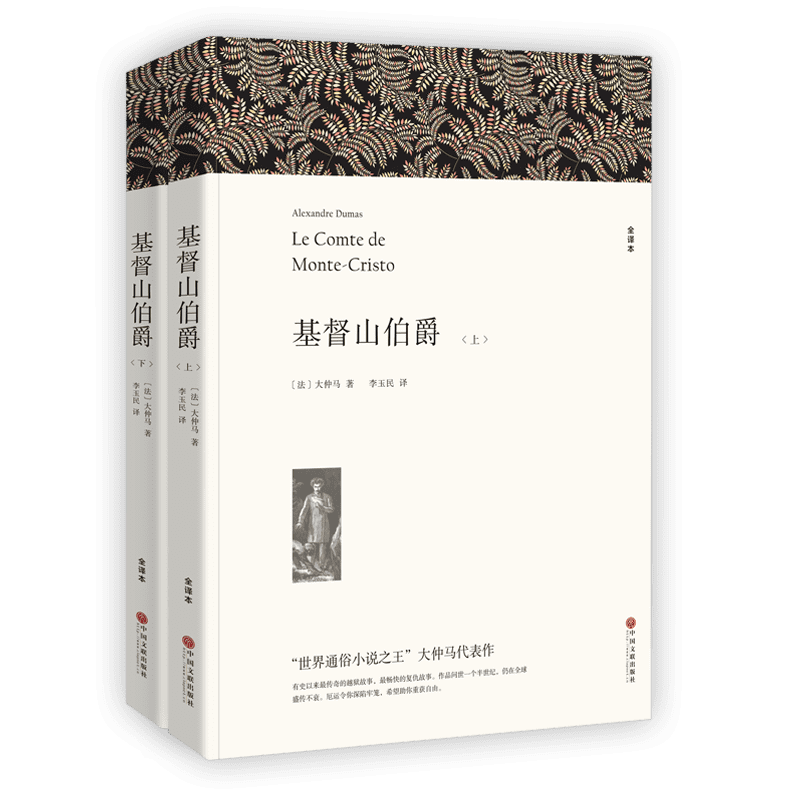 Alexandre Dumas
Le Comte de
Monte-Cristo
全译本
基督山伯爵〈上〉
〔法〕大仲马 著 李玉民 译
“世界通俗小说之王”大仲马代表作
有史以来最传奇的越狱故事，最畅快的复仇故事。作品问世一个半世纪，仍在全球
盛传不衰。厄运令你深陷牢笼，希望助你重获自由。
中国文联出版社
基督山伯爵〈上〉
〔法〕大仲马 著
李玉民 译
全译本
中国文联出版社
基督山伯爵〈下〉
〔法〕大仲马 著
李玉民 译
全译本
中国文联出版社